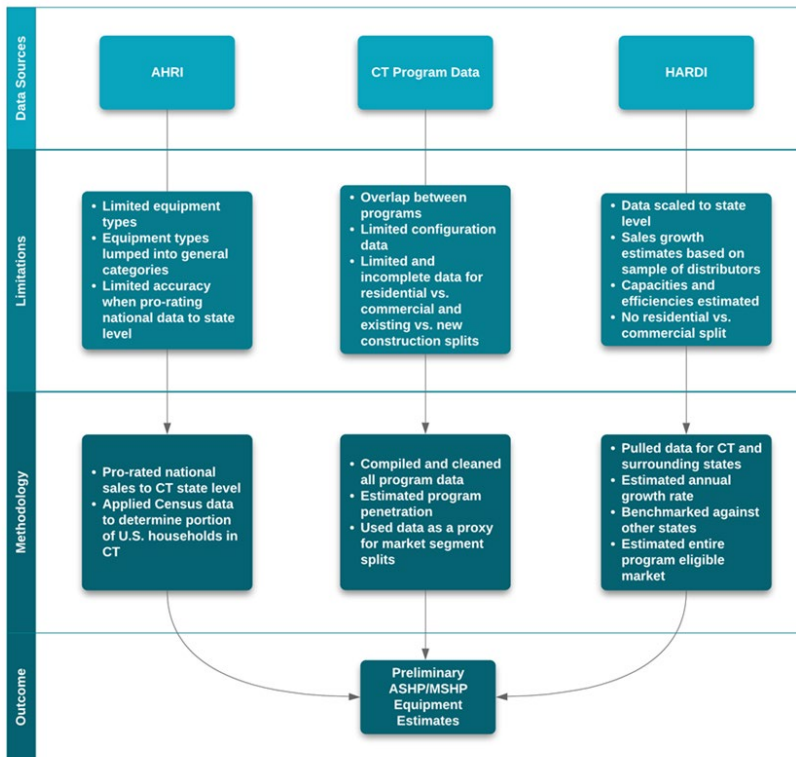 Data Sources
AHRI
CT Program Data
HARDI
Limitations
• Limited equipment
types
• Equipment types
lumped into general
categories
• Limited accuracy
when pro-rating
national data to state
level
• Overlap between
programs
• Limited configuration
data
• Limited and
incomplete data for
residential vs.
commercial and
existing vs. new
construction splits
• Data scaled to state
level
• Sales growth
estimates based on
sample of distributors
• Capacities and
efficiencies estimated
• No residential vs.
commercial split
Methodology
• Pro-rated national
sales to CT state level
• Applied Census data
to determine portion
of U.S. households in
CT
• Compiled and cleaned
all program data
• Estimated program
penetration
• Used data as a proxy
for market segment
splits
• Pulled data for CT and
surrounding states
• Estimated annual
growth rate
• Benchmarked against
other states
• Estimated entire
program eligible
market
Outcome
Preliminary
ASHP/MSHP
Equipment
Estimates